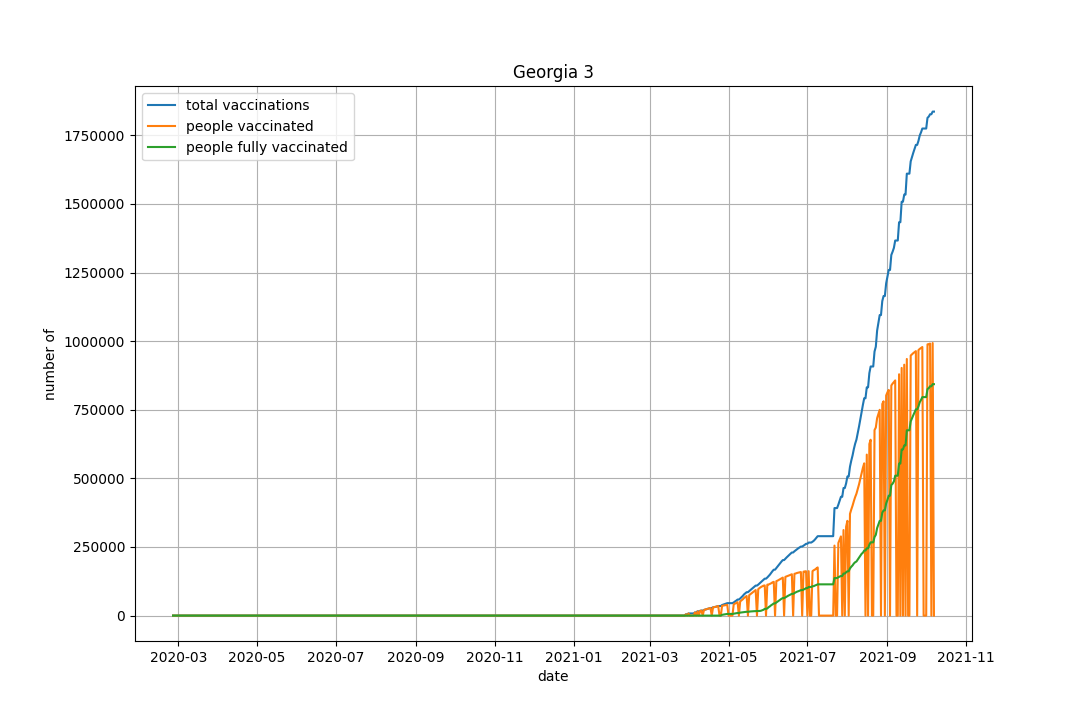 Georgia 3
total vaccinations
people vaccinated
people fully vaccinated
number of
1750000
1500000
1250000
1000000
750000
500000
250000
0
2020-03 2020-05 2020-07 2020-09 2020-11 2021-01 2021-03 2021-05 2021-07 2021-09 2021-11
date